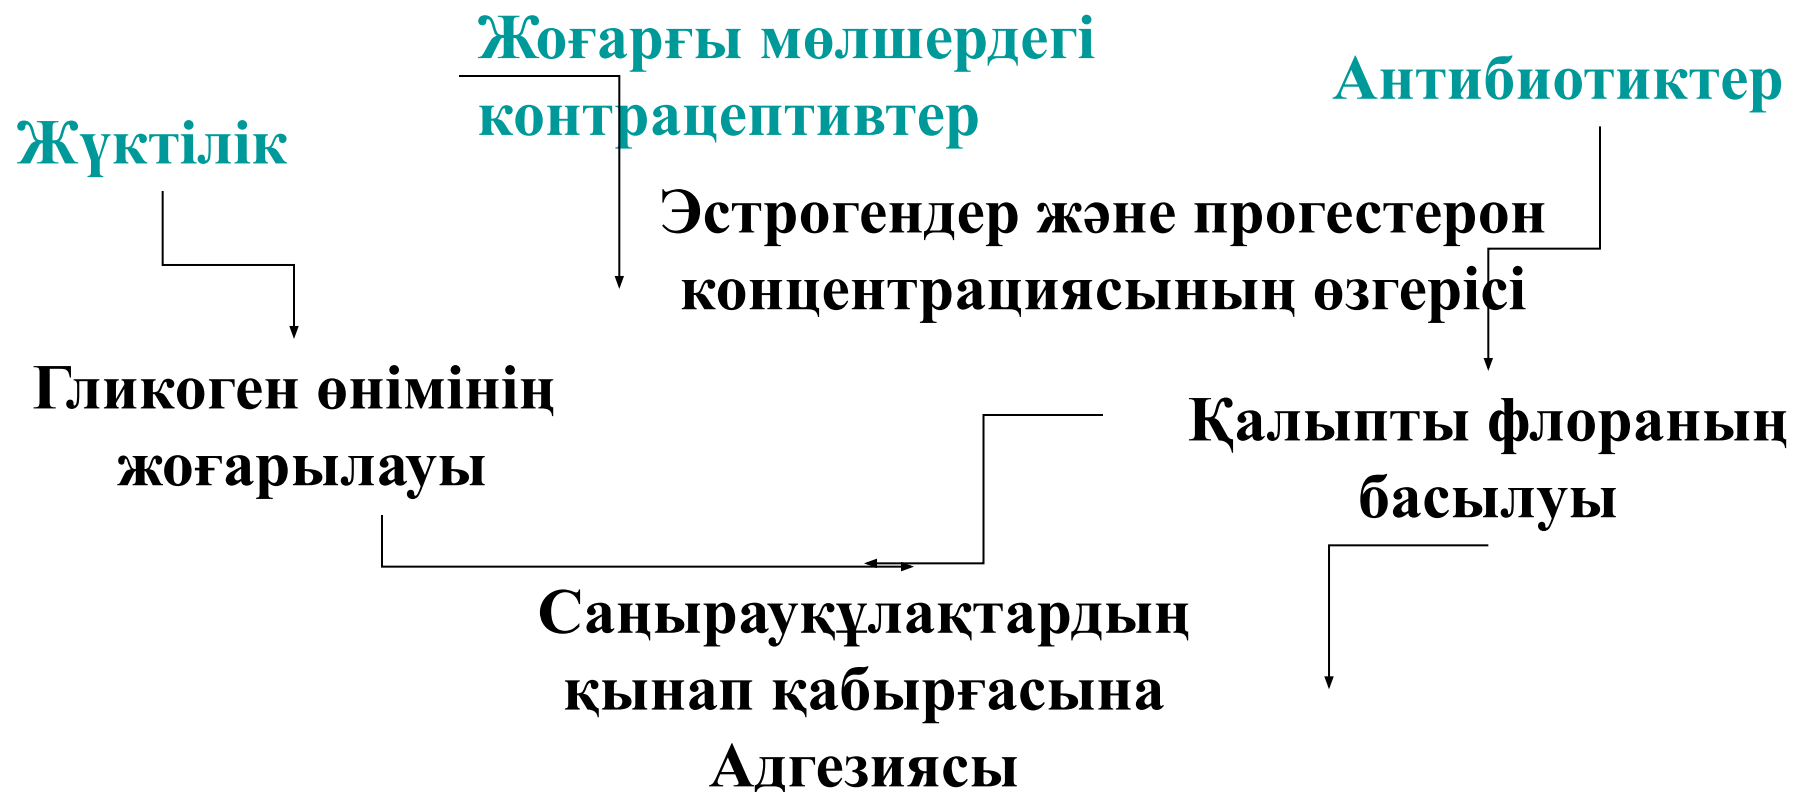 Жоғарғы мөлшердегі
контрацептивтер
Антибиотиктер
Жүктілік
Эстрогендер және прогестерон
концентрациясының өзгерісі
Гликоген өнімінің
жоғарылауы
Қалыпты флораның
басылуы
Саңырауқұлақтардың
қынап қабырғасына
Адгезиясы